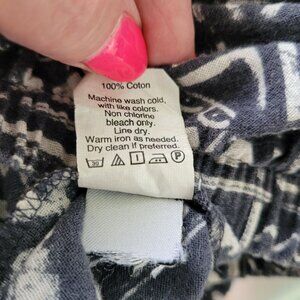 100% Coton
Machine wash cold,
with like colors.
Non chlorine
bleach only.
Line dry.
Warm iron as needed.
Dry clean if preferred.